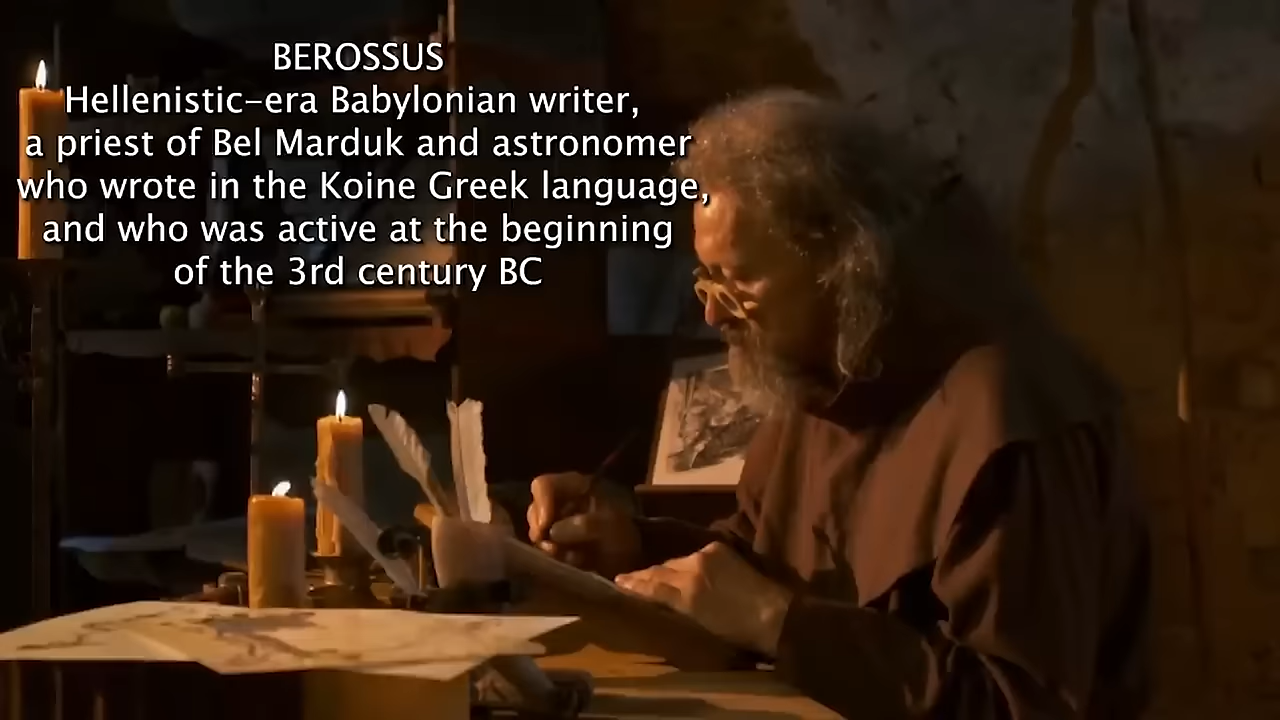 BEROSSUS
Hellenistic-era Babylonian writer,
a priest of Bel Marduk and astronomer
who wrote in the Koine Greek language,
and who was active at the beginning
of the 3rd century BC